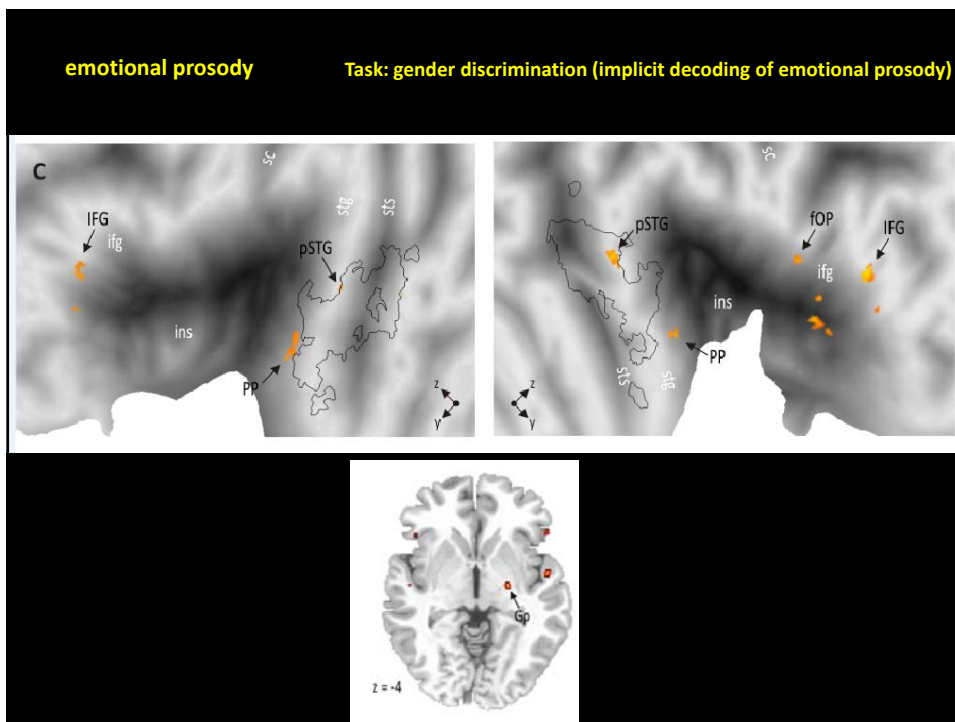 emotional prosody
Task: gender discrimination (implicit decoding of emotional prosody)
C
sc
stg
sts
IFG
ifg
pSTG
ins
PP
z
y
sc
pSTG
fOP
IFG
ifg
ins
PP
sts
stg
z
y
Gp
z = -4